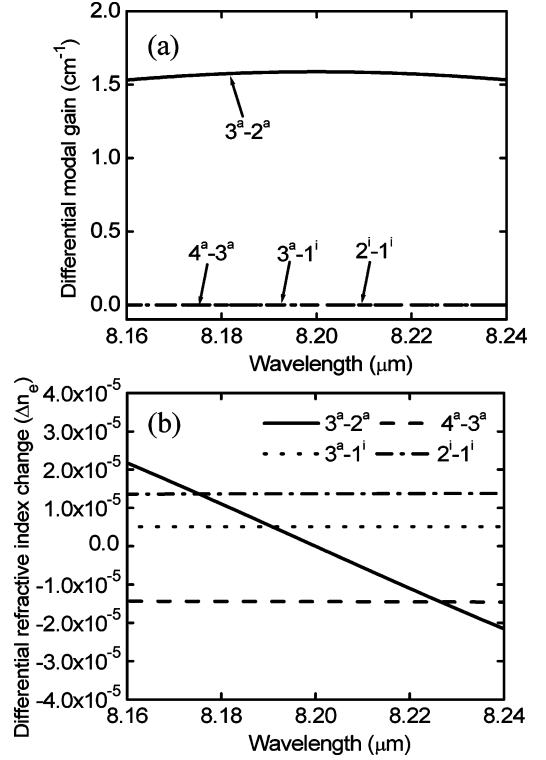 2.0
(a)
1.5
3ᵃ-2ᵃ
1.0
0.5
4ᵃ-3ᵃ 3ᵃ-1ⁱ 2ⁱ-1ⁱ
0.0
8.16 8.18 8.20 8.22 8.24
Wavelength (μm)
Differential modal gain (cm⁻¹)
4.0x10⁻⁵
(b)
3ᵃ-2ᵃ 4ᵃ-3ᵃ
3.0x10⁻⁵
3ᵃ-1ⁱ 2ⁱ-1ⁱ
2.0x10⁻⁵
1.0x10⁻⁵
0.0
-1.0x10⁻⁵
-2.0x10⁻⁵
-3.0x10⁻⁵
-4.0x10⁻⁵
8.16 8.18 8.20 8.22 8.24
Wavelength (μm)
Differential refractive index change (Δnₑ)